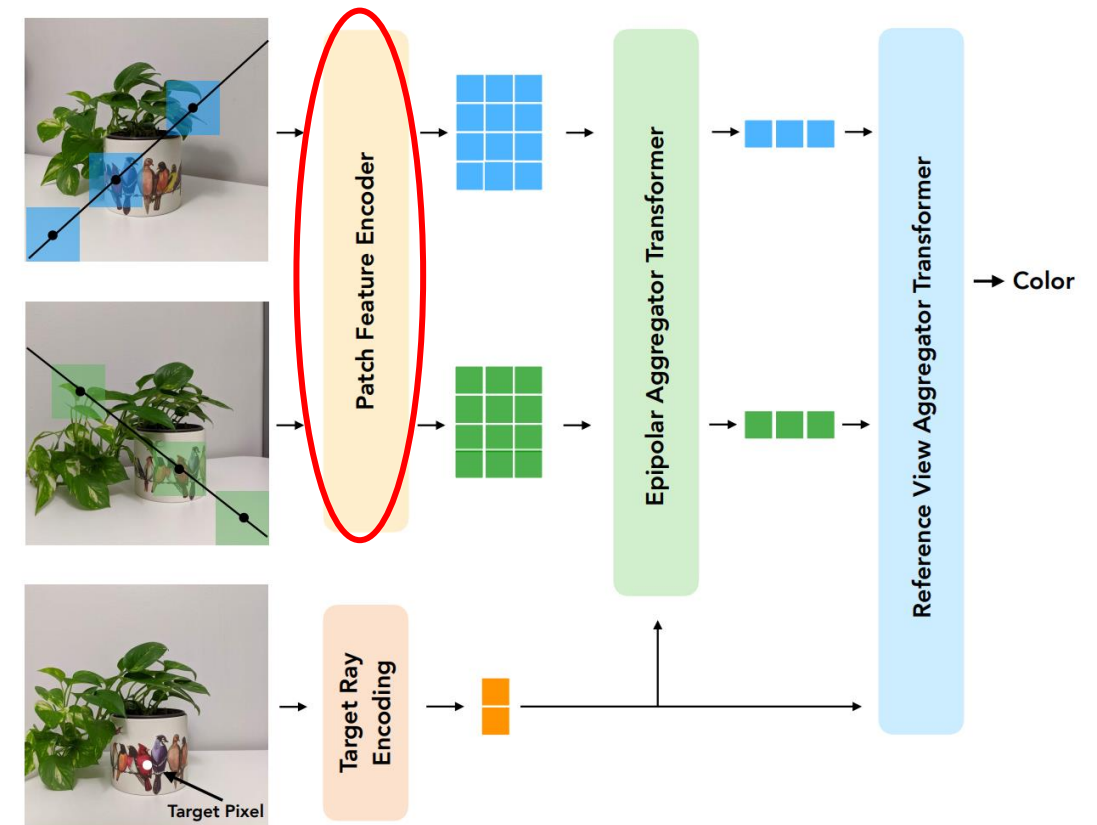 Patch Feature Encoder
Epipolar Aggregator Transformer
Reference View Aggregator Transformer
Color
Target Ray
Encoding
Target Pixel